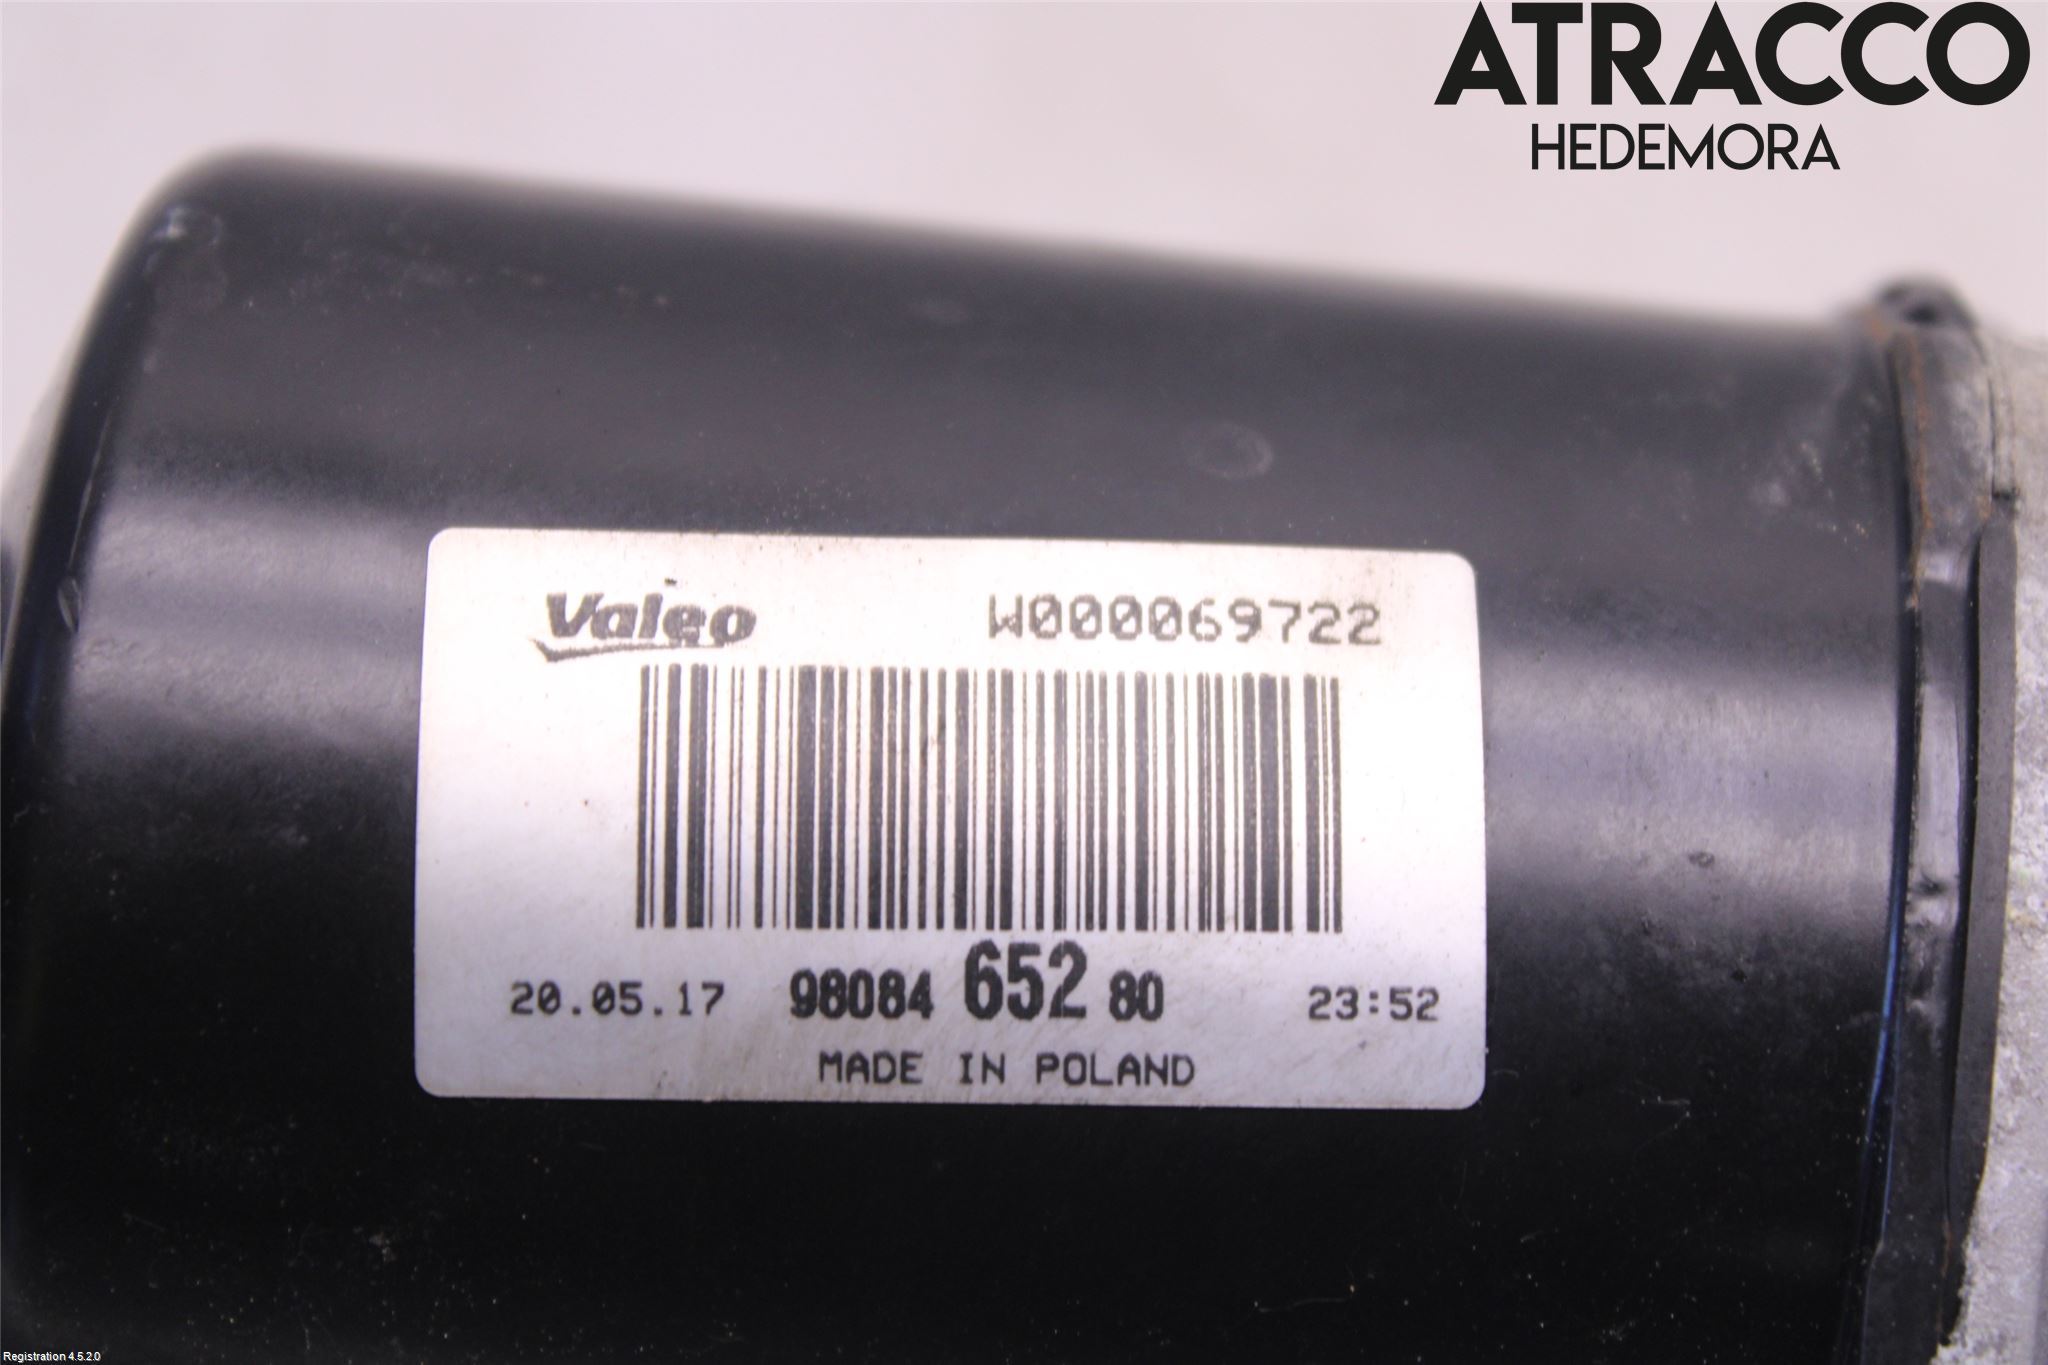 ATRACCO
HEDEMORA
Valeo W000069722
20.05.17 98084 652 80 23:52
MADE IN POLAND
Registration 4.5.2.0